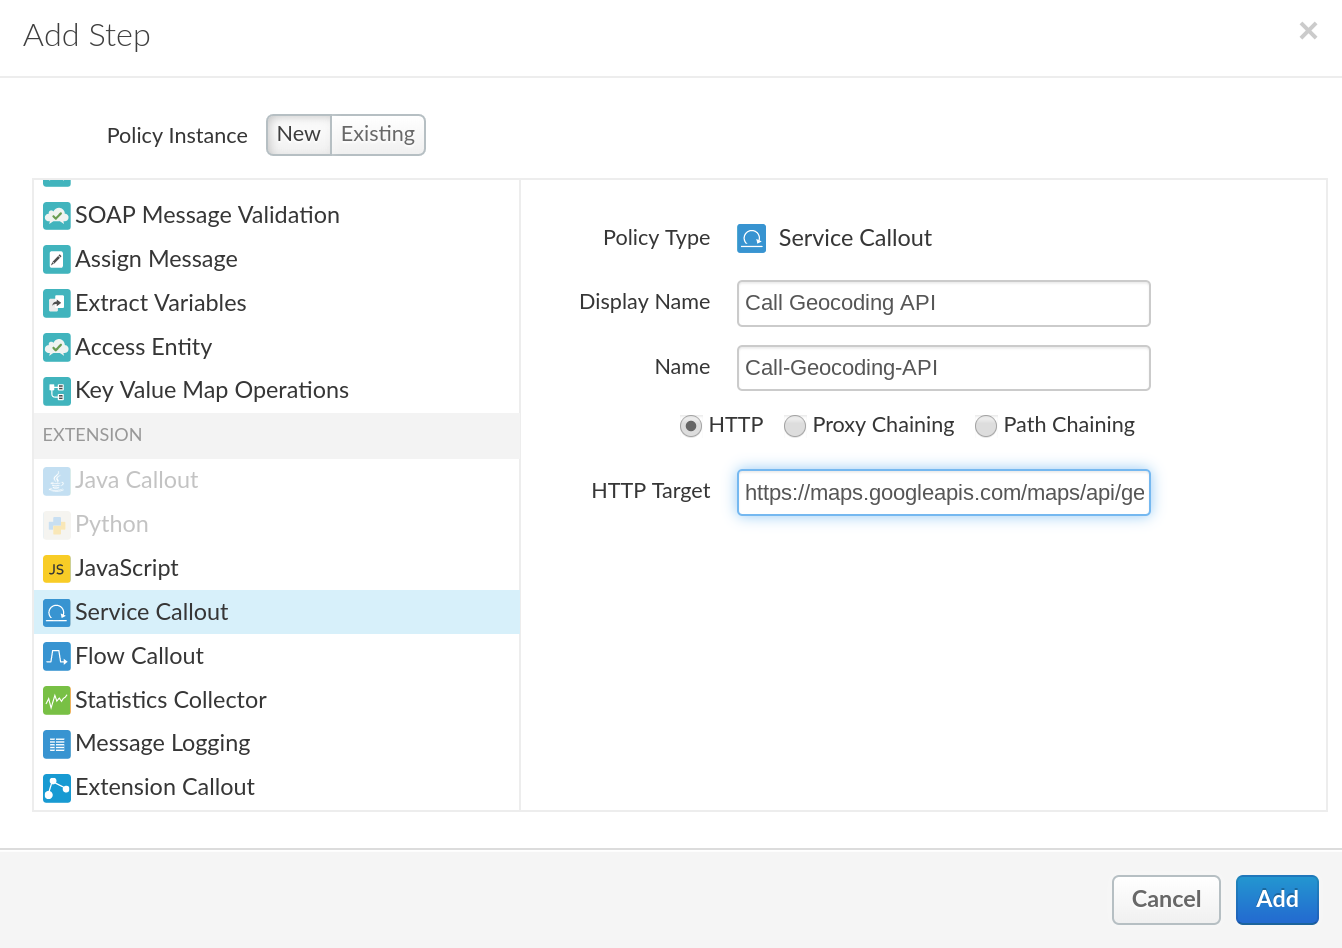 Add Step
×
Policy Instance New Existing
SOAP Message Validation
Assign Message
Extract Variables
Access Entity
Key Value Map Operations
EXTENSION
Java Callout
Python
JS JavaScript
Service Callout
Flow Callout
Statistics Collector
Message Logging
Extension Callout
Policy Type Service Callout
Display Name Call Geocoding API
Name Call-Geocoding-API
HTTP Proxy Chaining Path Chaining
HTTP Target https://maps.googleapis.com/maps/api/ge
Cancel Add